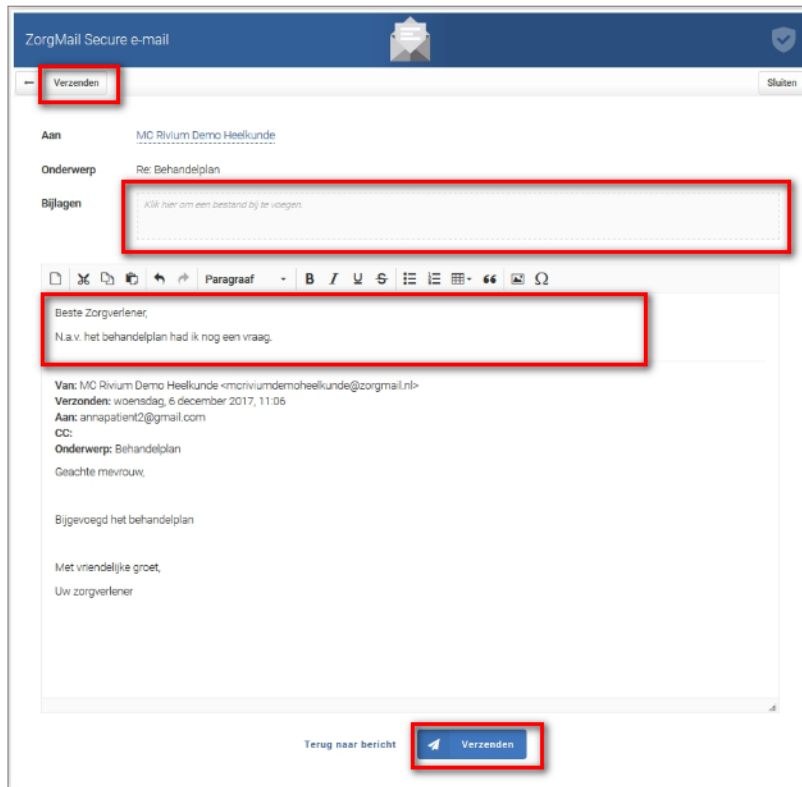 ZorgMail Secure e-mail
Verzenden
Sluiten
Aan MC Rivium Demo Heelkunde
Onderwerp Re: Behandelplan
Bijlagen Klik hier om een bestand bij te voegen
Paragraaf B I U S
Beste Zorgverlener,
N.a.v. het behandelplan had ik nog een vraag.
Van: MC Rivium Demo Heelkunde <mcriviumdemoheelkunde@zorgmail.nl>
Verzonden: woensdag, 6 december 2017, 11:06
Aan: annapatient2@gmail.com
CC:
Onderwerp: Behandelplan
Geachte mevrouw,
Bijgevoegd het behandelplan
Met vriendelijke groet,
Uw zorgverlener
Terug naar bericht Verzenden